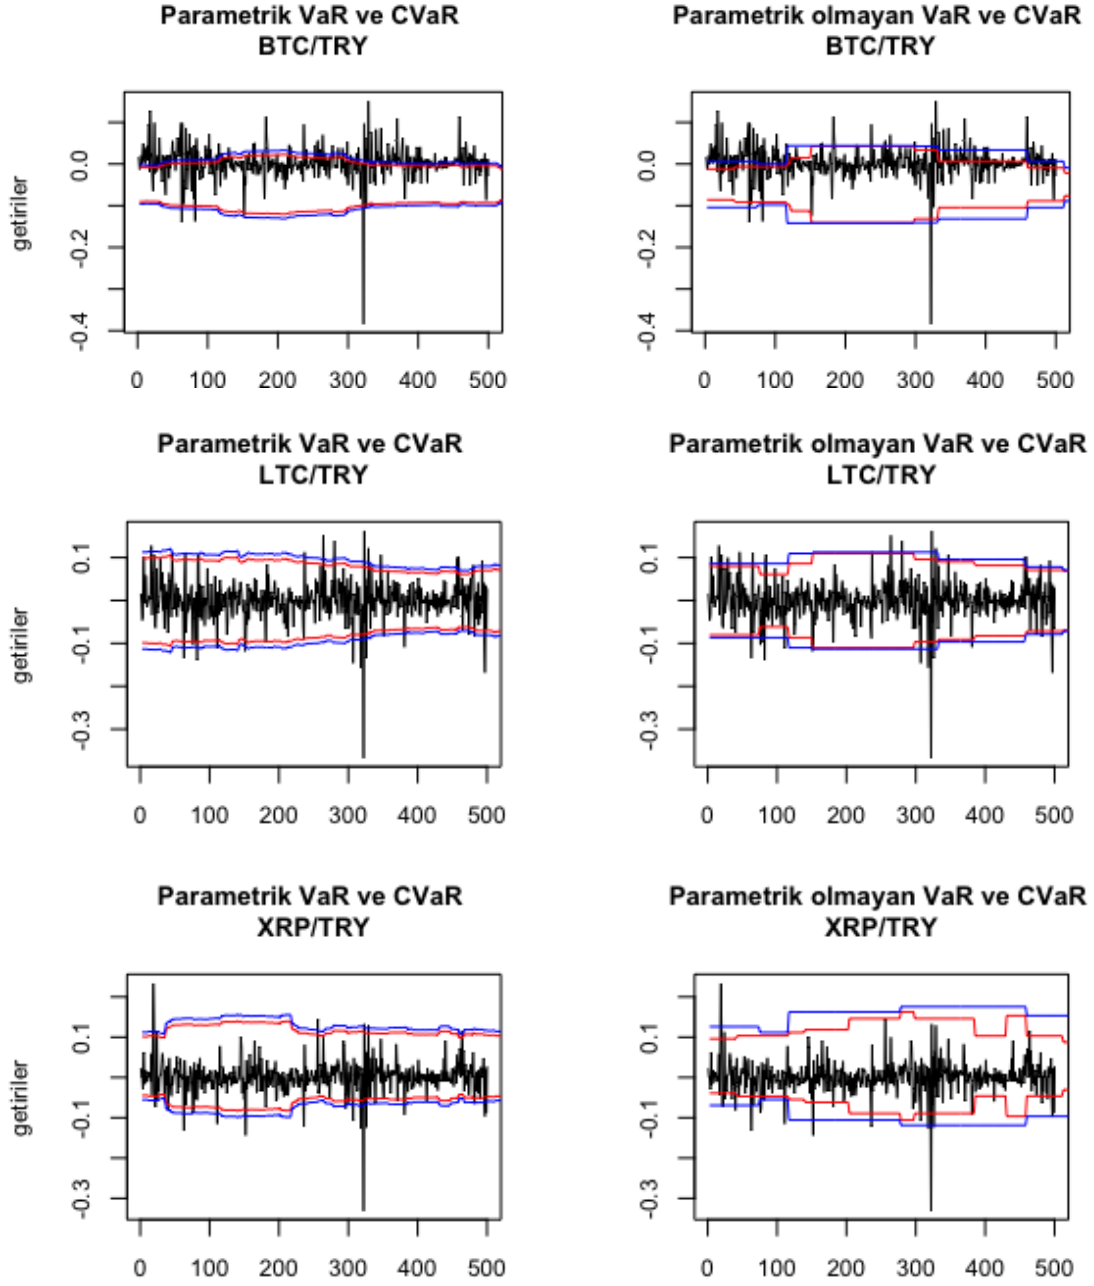 Parametrik VaR ve CVaR
BTC/TRY
Parametrik olmayan VaR ve CVaR
BTC/TRY
getiriler
0.0
-0.2
-0.4
0 100 200 300 400 500
0.0
-0.2
-0.4
0 100 200 300 400 500
Parametrik VaR ve CVaR
LTC/TRY
Parametrik olmayan VaR ve CVaR
LTC/TRY
getiriler
0.1
-0.1
-0.3
0 100 200 300 400 500
0.1
-0.1
-0.3
0 100 200 300 400 500
Parametrik VaR ve CVaR
XRP/TRY
Parametrik olmayan VaR ve CVaR
XRP/TRY
getiriler
0.1
-0.1
-0.3
0 100 200 300 400 500
0.1
-0.1
-0.3
0 100 200 300 400 500